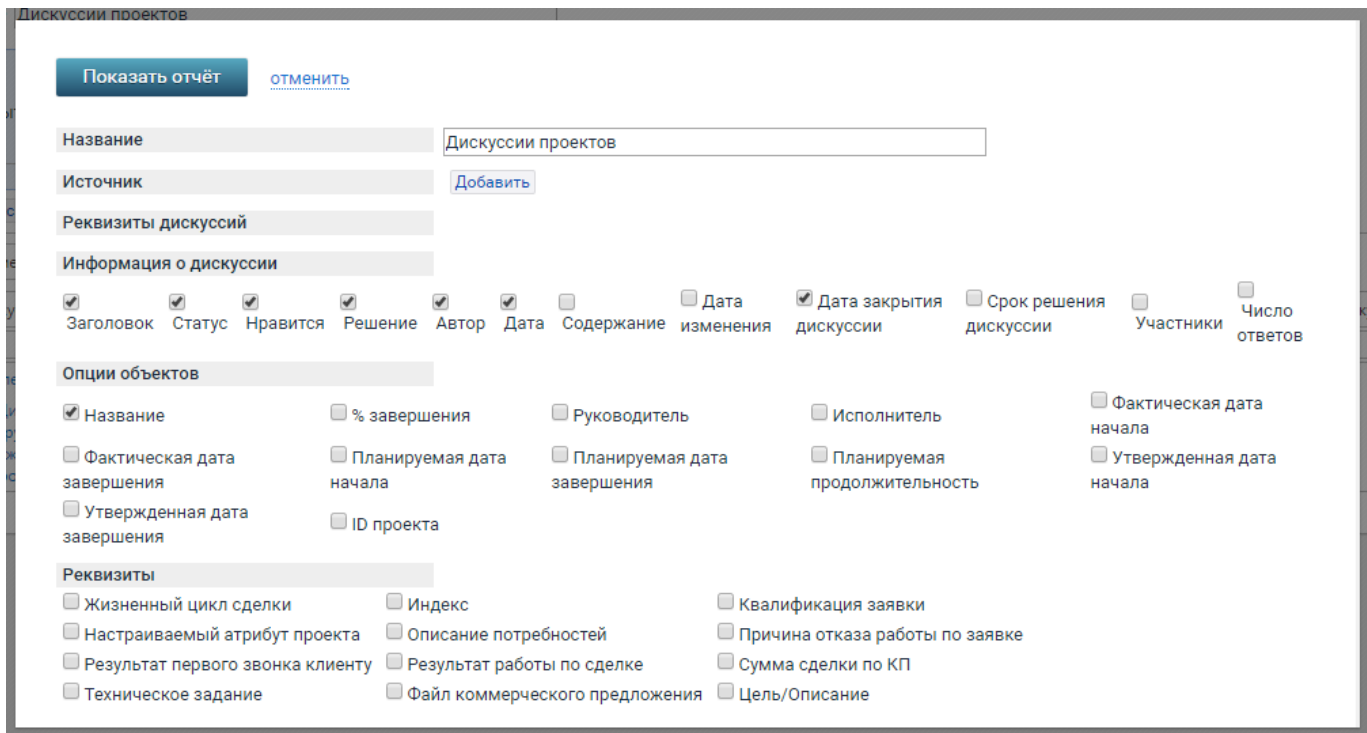 Дискуссии проектов
Показать отчёт отменить
Название Дискуссии проектов
Источник Добавить
Реквизиты дискуссий
Информация о дискуссии
Заголовок Статус Нравится Решение Автор Дата Содержание Дата изменения Дата закрытия дискуссии Срок решения дискуссии Участники Число ответов
Опции объектов
Название % завершения Руководитель Исполнитель Фактическая дата начала
Фактическая дата завершения Планируемая дата начала Планируемая дата завершения Планируемая продолжительность Утвержденная дата начала
Утвержденная дата завершения ID проекта
Реквизиты
Жизненный цикл сделки Индекс Квалификация заявки
Настраиваемый атрибут проекта Описание потребностей Причина отказа работы по заявке
Результат первого звонка клиенту Результат работы по сделке Сумма сделки по КП
Техническое задание Файл коммерческого предложения Цель/Описание